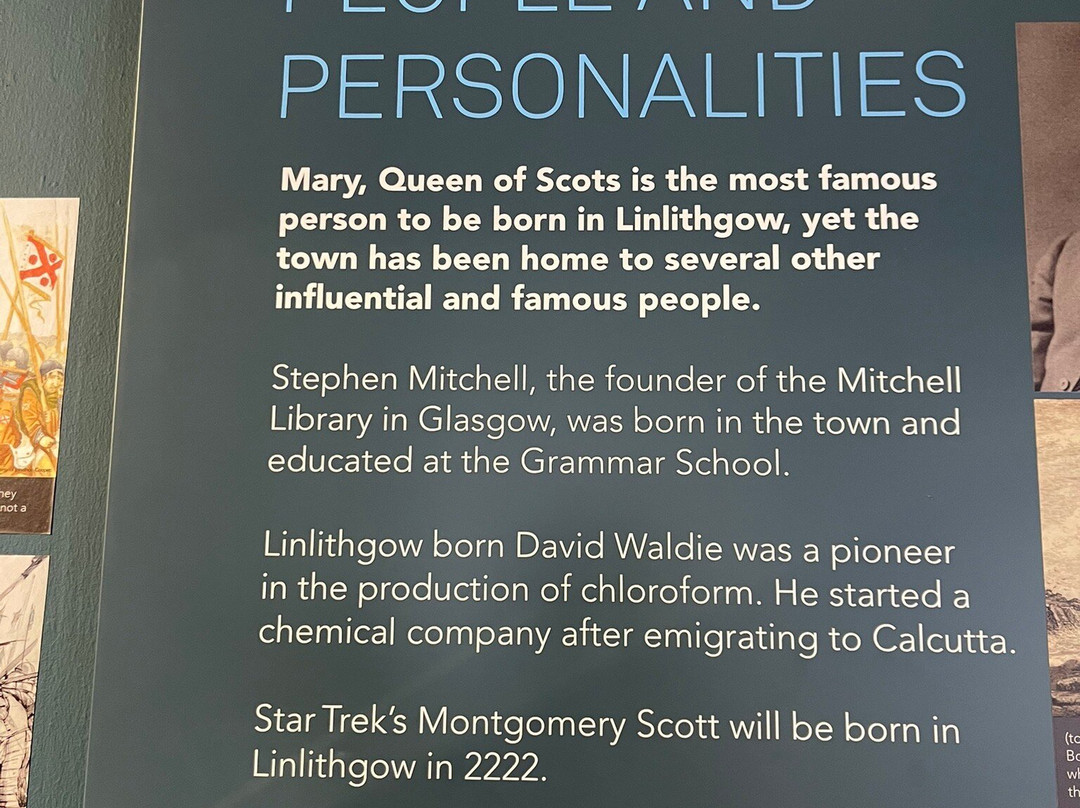 PEOPLE AND
PERSONALITIES
Mary, Queen of Scots is the most famous
person to be born in Linlithgow, yet the
town has been home to several other
influential and famous people.
Stephen Mitchell, the founder of the Mitchell
Library in Glasgow, was born in the town and
educated at the Grammar School.
Linlithgow born David Waldie was a pioneer
in the production of chloroform. He started a
chemical company after emigrating to Calcutta.
Star Trek’s Montgomery Scott will be born in
Linlithgow in 2222.
not a